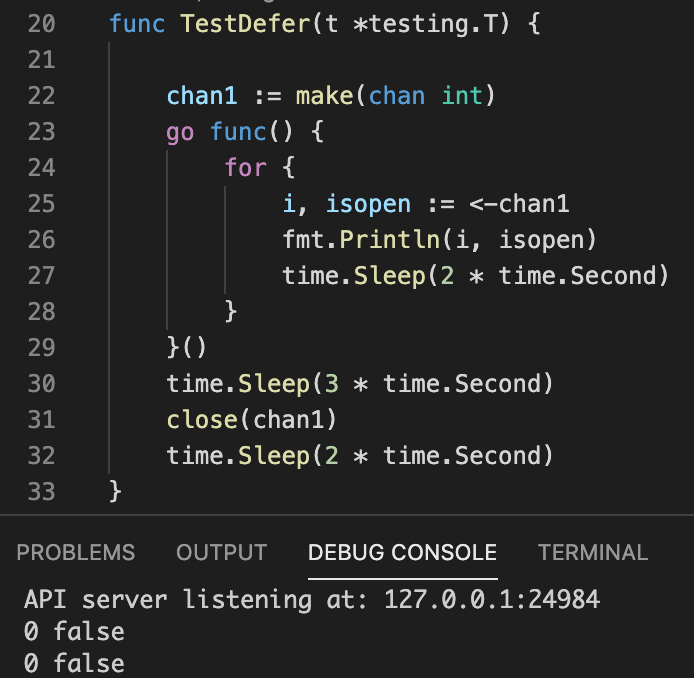 20 func TestDefer(t *testing.T) {
21
22 chan1 := make(chan int)
23 go func() {
24 for {
25 i, isopen := <-chan1
26 fmt.Println(i, isopen)
27 time.Sleep(2 * time.Second)
28 }
29 }()
30 time.Sleep(3 * time.Second)
31 close(chan1)
32 time.Sleep(2 * time.Second)
33 }
PROBLEMS OUTPUT DEBUG CONSOLE TERMINAL
API server listening at: 127.0.0.1:24984
0 false
0 false